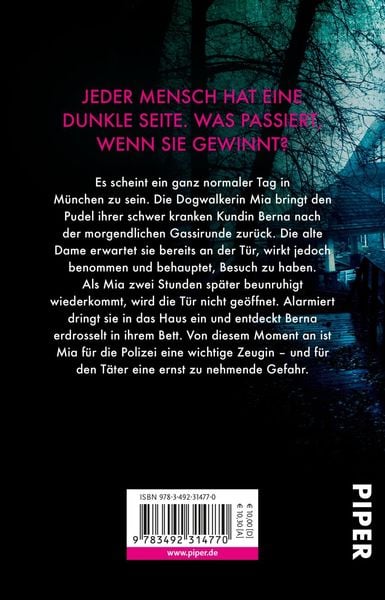 JEDER MENSCH HAT EINE
DUNKLE SEITE. WAS PASSIERT,
WENN SIE GEWINNT?
Es scheint ein ganz normaler Tag in
München zu sein. Die Dogwalkerin Mia bringt den
Pudel ihrer schwer kranken Kundin Berna nach
der morgendlichen Gassirunde zurück. Die alte
Dame erwartet sie bereits an der Tür, wirkt jedoch
benommen und behauptet, Besuch zu haben.
Als Mia zwei Stunden später beunruhigt
wiederkommt, wird die Tür nicht geöffnet. Alarmiert
dringt sie in das Haus ein und entdeckt Berna
erdrosselt in ihrem Bett. Von diesem Moment an ist
Mia für die Polizei eine wichtige Zeugin – und für
den Täter eine ernst zu nehmende Gefahr.
ISBN 978-3-492-31477-0
9 783492 314770
€ 10,00 [D]
€ 10,30 [A]
www.piper.de
PIPER